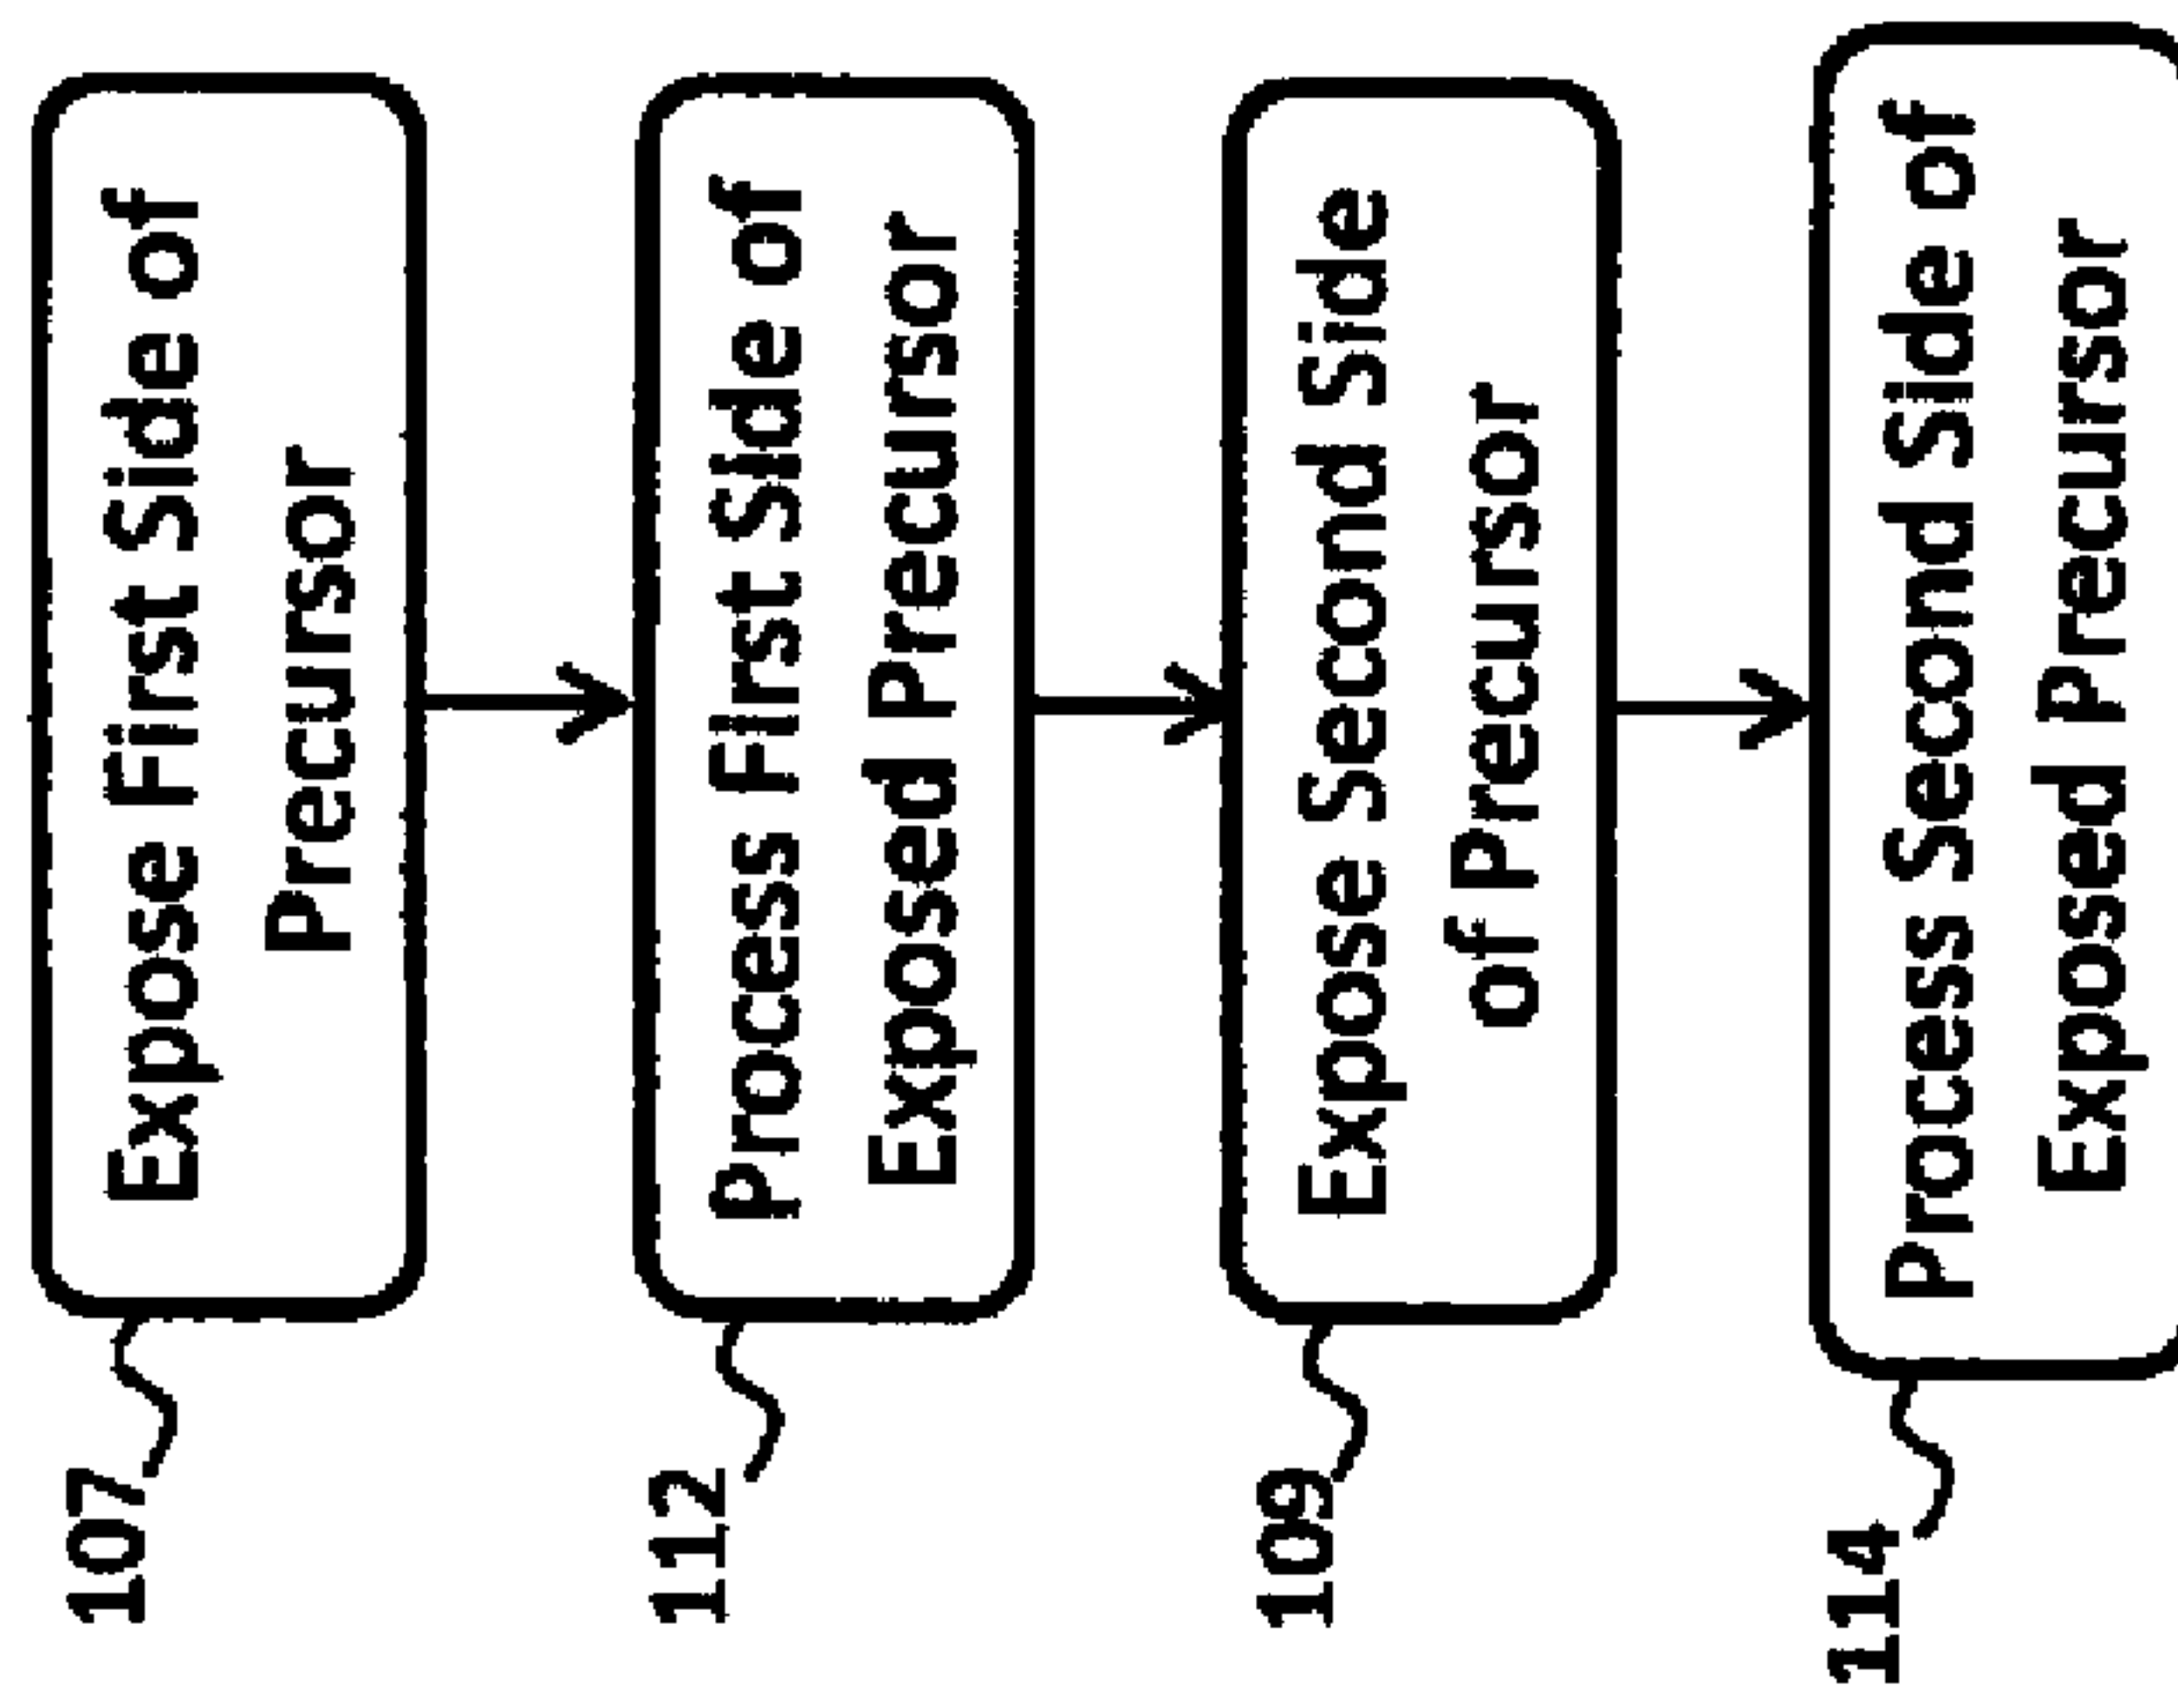 107
Expose First Side of
Precursor
112
Process First Side of
Exposed Precursor
109
Expose Second Side
of Precursor
114
Process Second Side of
Exposed Precursor